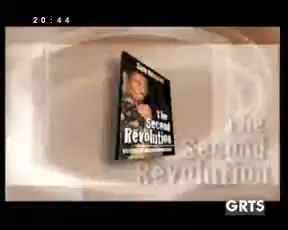 20:44
The
Second
Revolution
The
Second
Revolution
GRTS